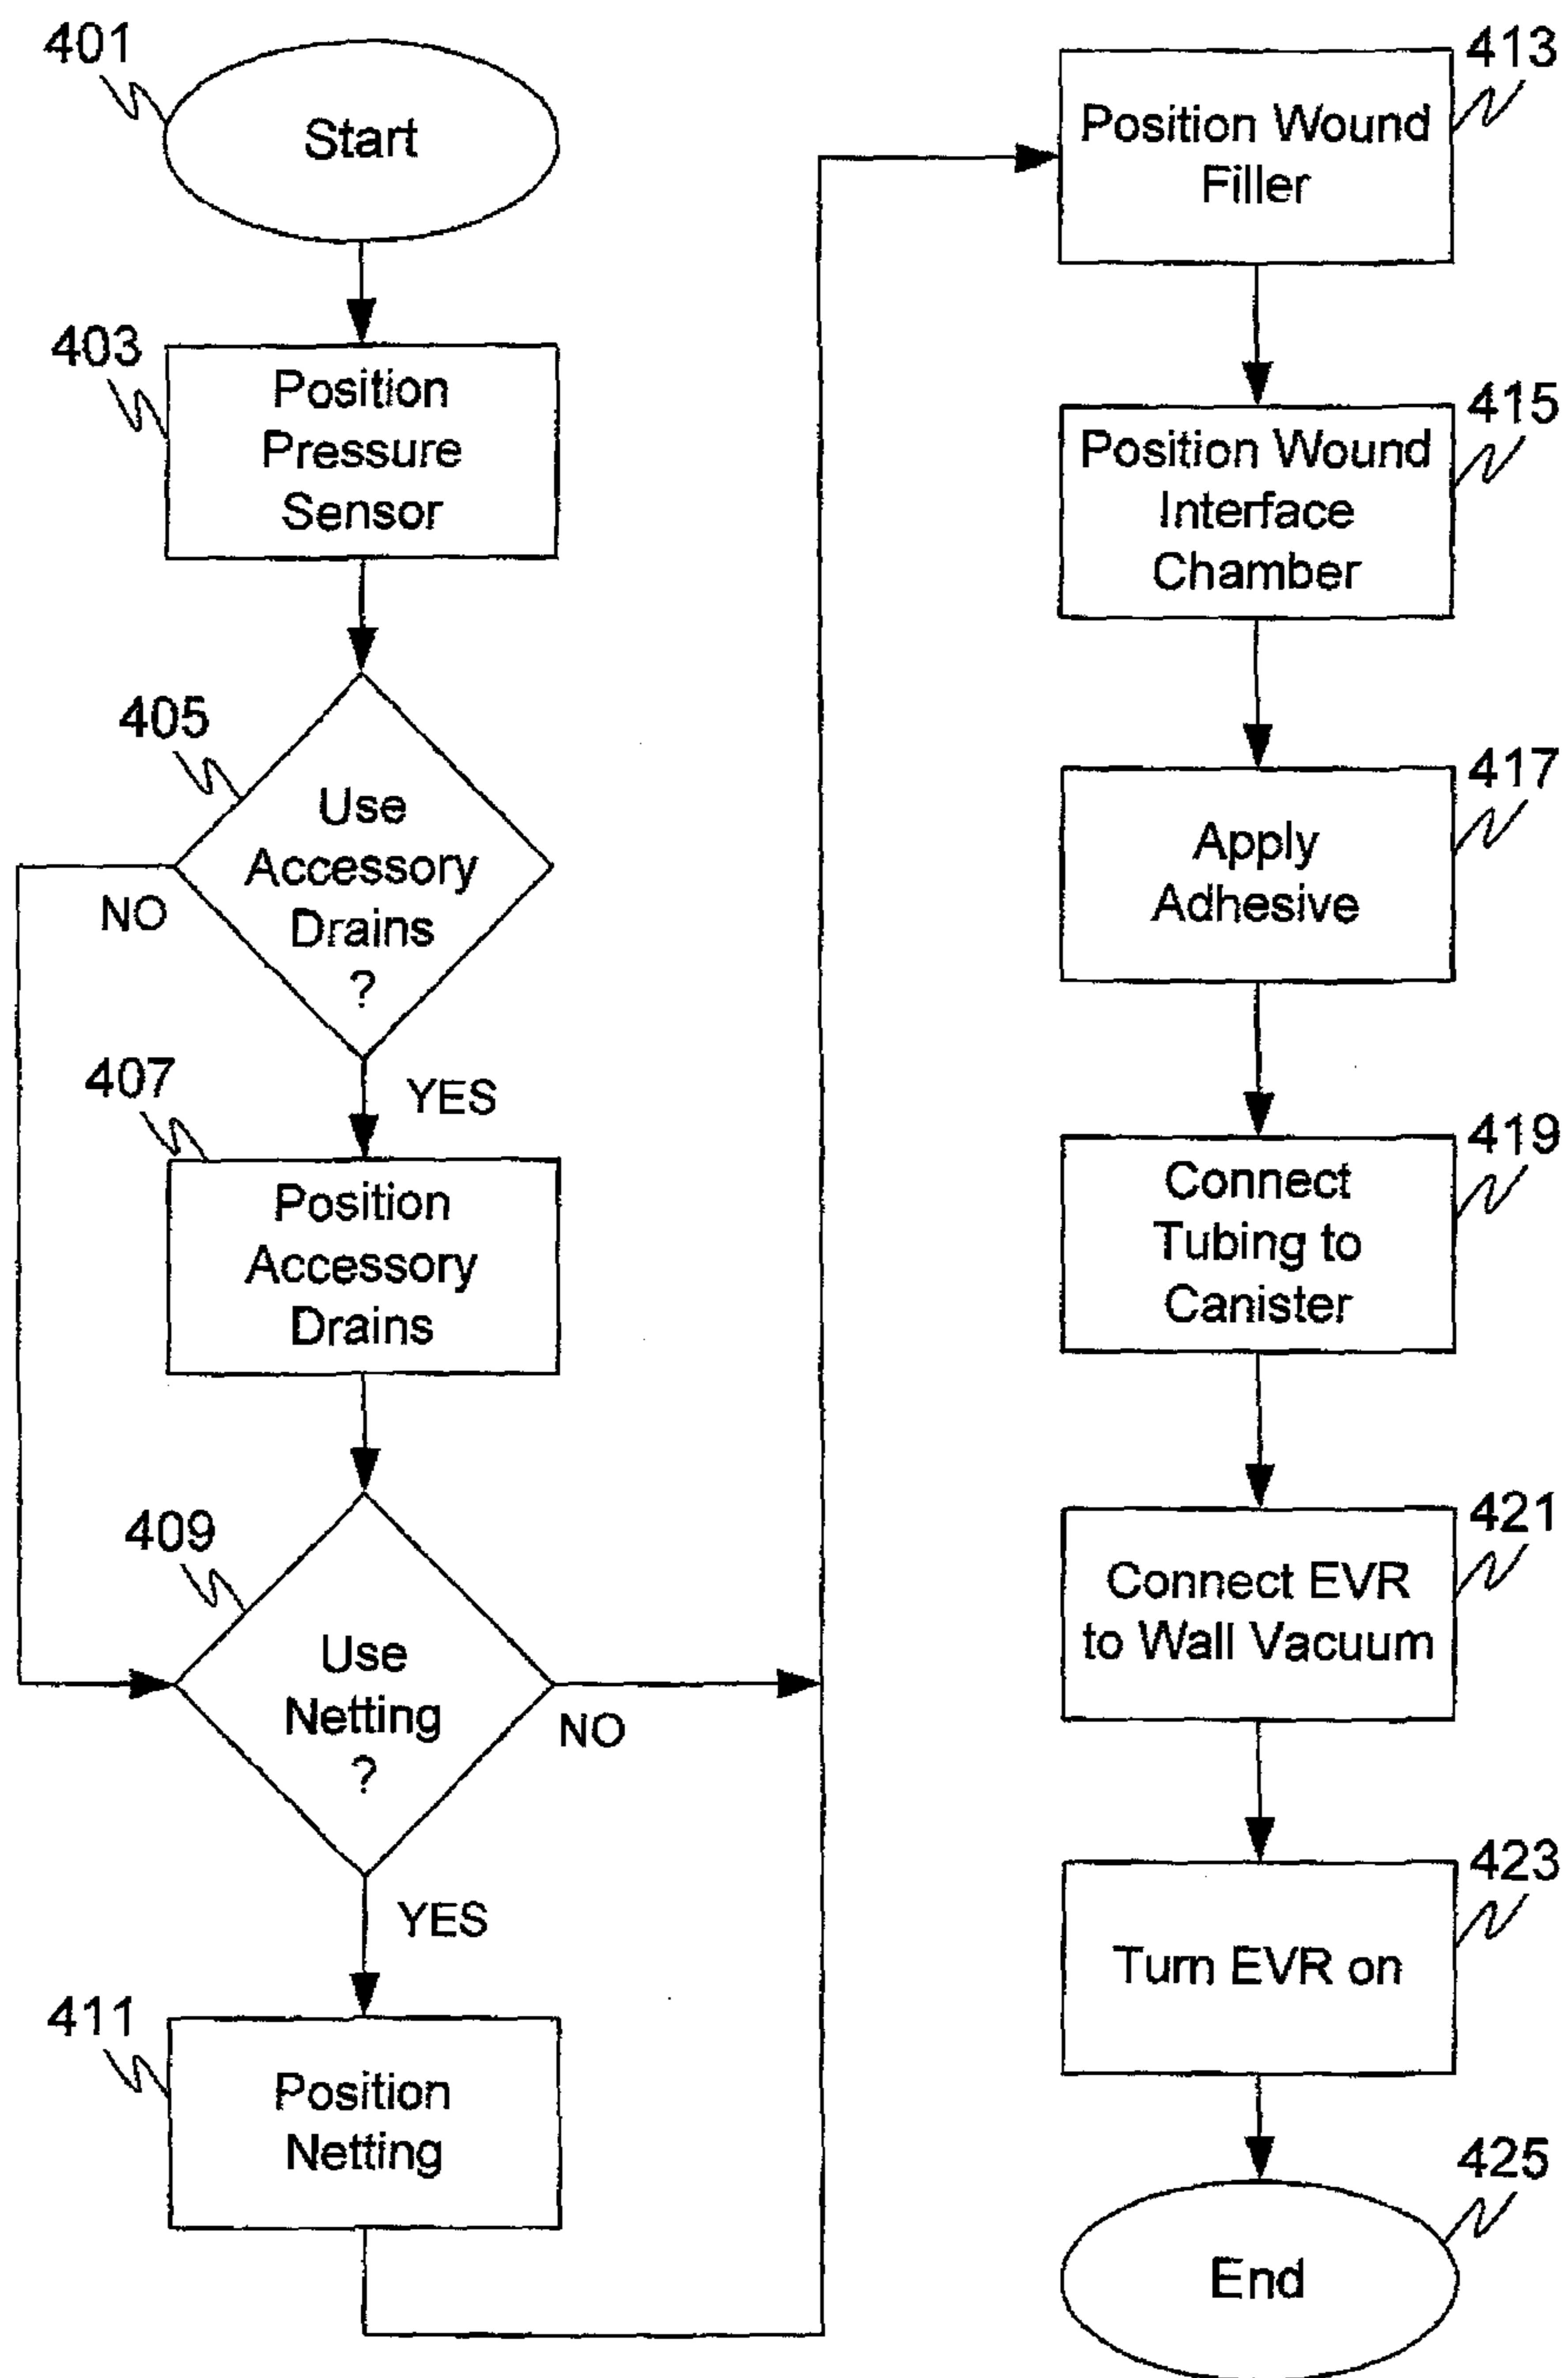 401
Start
403
Position
Pressure
Sensor
405
Use
Accessory
Drains
?
NO
YES
407
Position
Accessory
Drains
409
Use
Netting
?
NO
YES
411
Position
Netting
413
Position Wound
Filler
415
Position Wound
Interface
Chamber
417
Apply
Adhesive
419
Connect
Tubing to
Canister
421
Connect EVR
to Wall Vacuum
423
Turn EVR on
425
End